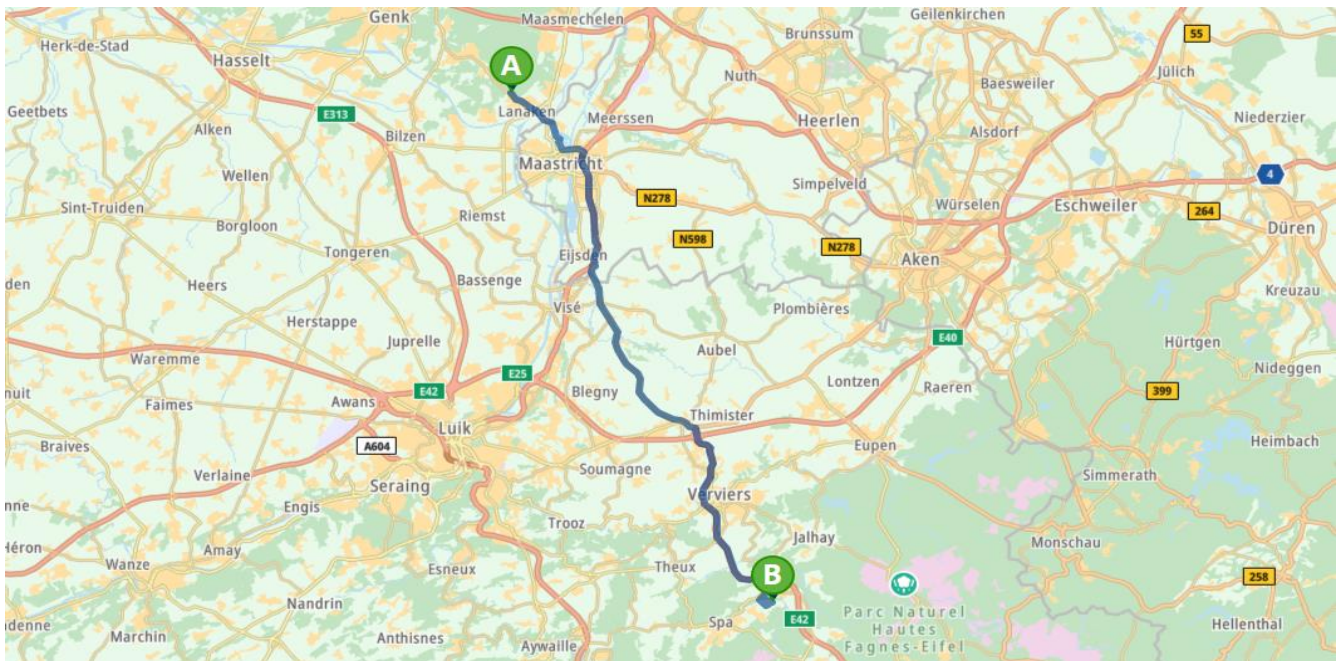 Genk
Maasmechelen
Geilenkirchen
Brunssum
55
Herk-de-Stad
Hasselt
A
Nuth
Baesweiler
Jülich
Geetbets
E313
Lanaken
Meerssen
Heerlen
Niederzier
Alken
Bilzen
Alsdorf
Maastricht
Wellen
Simpelveld
4
N278
Würselen
Eschweiler
264
Sint-Truiden
Borgloon
Riemst
Düren
N598
N278
Tongeren
Eijsden
Aken
den
Heers
Bassenge
Kreuzau
Visé
Plombières
Herstappe
E40
Juprelle
Hürtgen
Waremme
Aubel
E25
Nideggen
nuit
E42
Blegny
Lontzen
Raeren
399
Faimes
Awans
Thimister
Luik
Braives
A604
Eupen
Heimbach
Verlaine
Seraing
Soumagne
Simmerath
Verviers
nne
Engis
Trooz
Jalhay
Monschau
Héron
Amay
Wanze
Esneux
Theux
B
258
Nandrin
Parc Naturel
Hautes
Fagnes-Eifel
Spa
E42
Hellenthal
denne
Marchin
Anthisnes
Aywaille